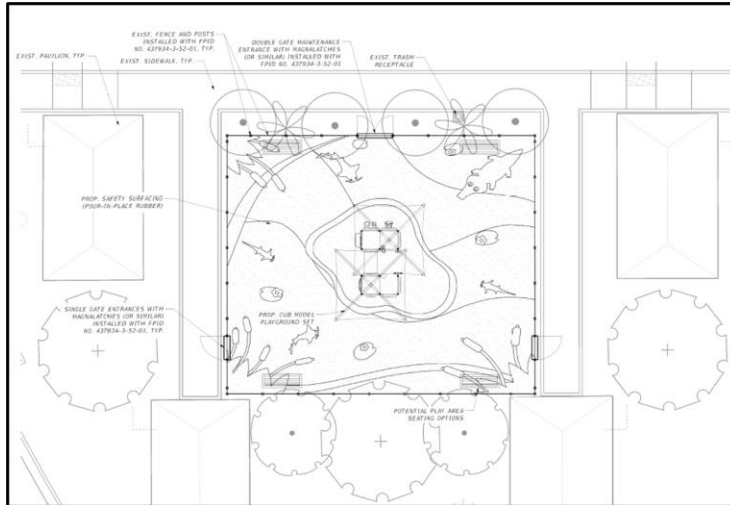 EXIST. FENCE AND POSTS
INSTALLED WITH FPID
NO. 437934-3-52-01, TYP.
EXIST. PAVILION, TYP.
EXIST. SIDEWALK, TYP.
DOUBLE GATE MAINTENANCE
ENTRANCE WITH MAGNALATCHES
(OR SIMILAR) INSTALLED WITH
FPID NO. 437934-3-52-01
EXIST. TRASH
RECEPTACLE
PROP. SAFETY SURFACING
(POUR-IN-PLACE RUBBER)
SINGLE GATE ENTRANCES WITH
MAGNALATCHES (OR SIMILAR)
INSTALLED WITH FPID
NO. 437934-3-52-01, TYP.
PROP. CUB MODEL
PLAYGROUND SET
POTENTIAL PLAY AREA
SEATING OPTIONS